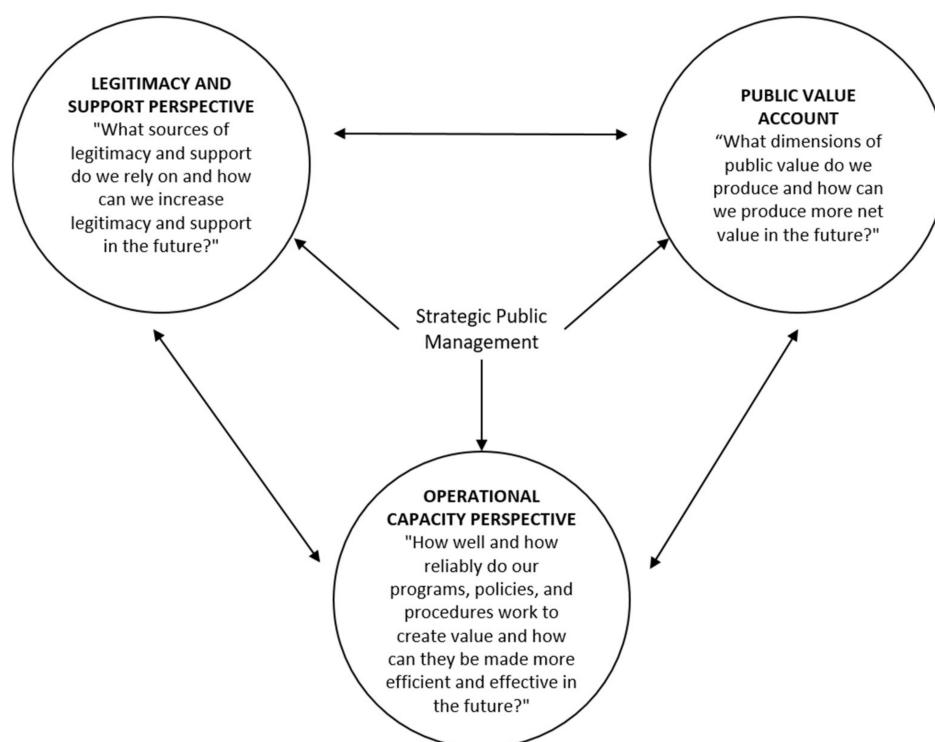 LEGITIMACY AND
SUPPORT PERSPECTIVE
"What sources of
legitimacy and support
do we rely on and how
can we increase
legitimacy and support
in the future?"
PUBLIC VALUE
ACCOUNT
“What dimensions of
public value do we
produce and how can
we produce more net
value in the future?"
Strategic Public
Management
OPERATIONAL
CAPACITY PERSPECTIVE
"How well and how
reliably do our
programs, policies, and
procedures work to
create value and how
can they be made more
efficient and effective in
the future?"